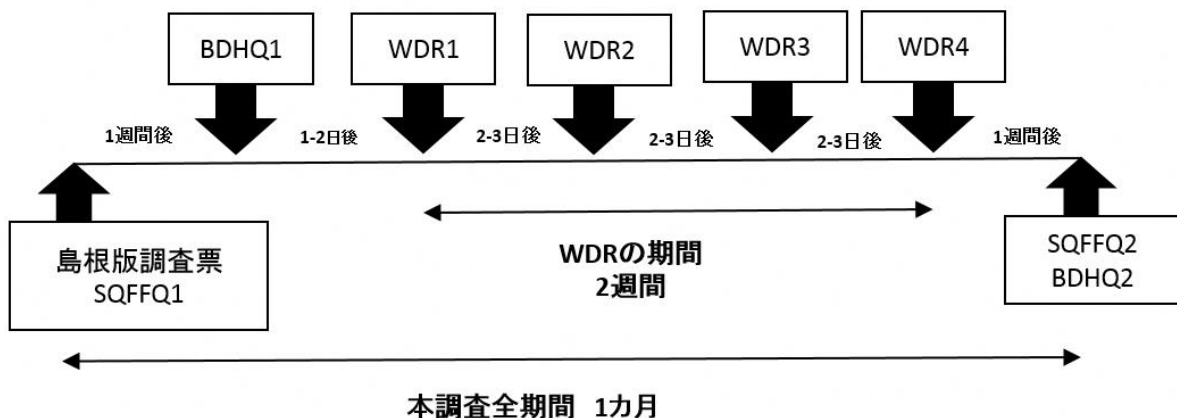 BDHQ1
WDR1
WDR2
WDR3
WDR4
1週間後
1-2日後
2-3日後
2-3日後
2-3日後
1週間後
島根版調査票
SQFFQ1
WDRの期間
2週間
SQFFQ2
BDHQ2
本調査全期間 1カ月